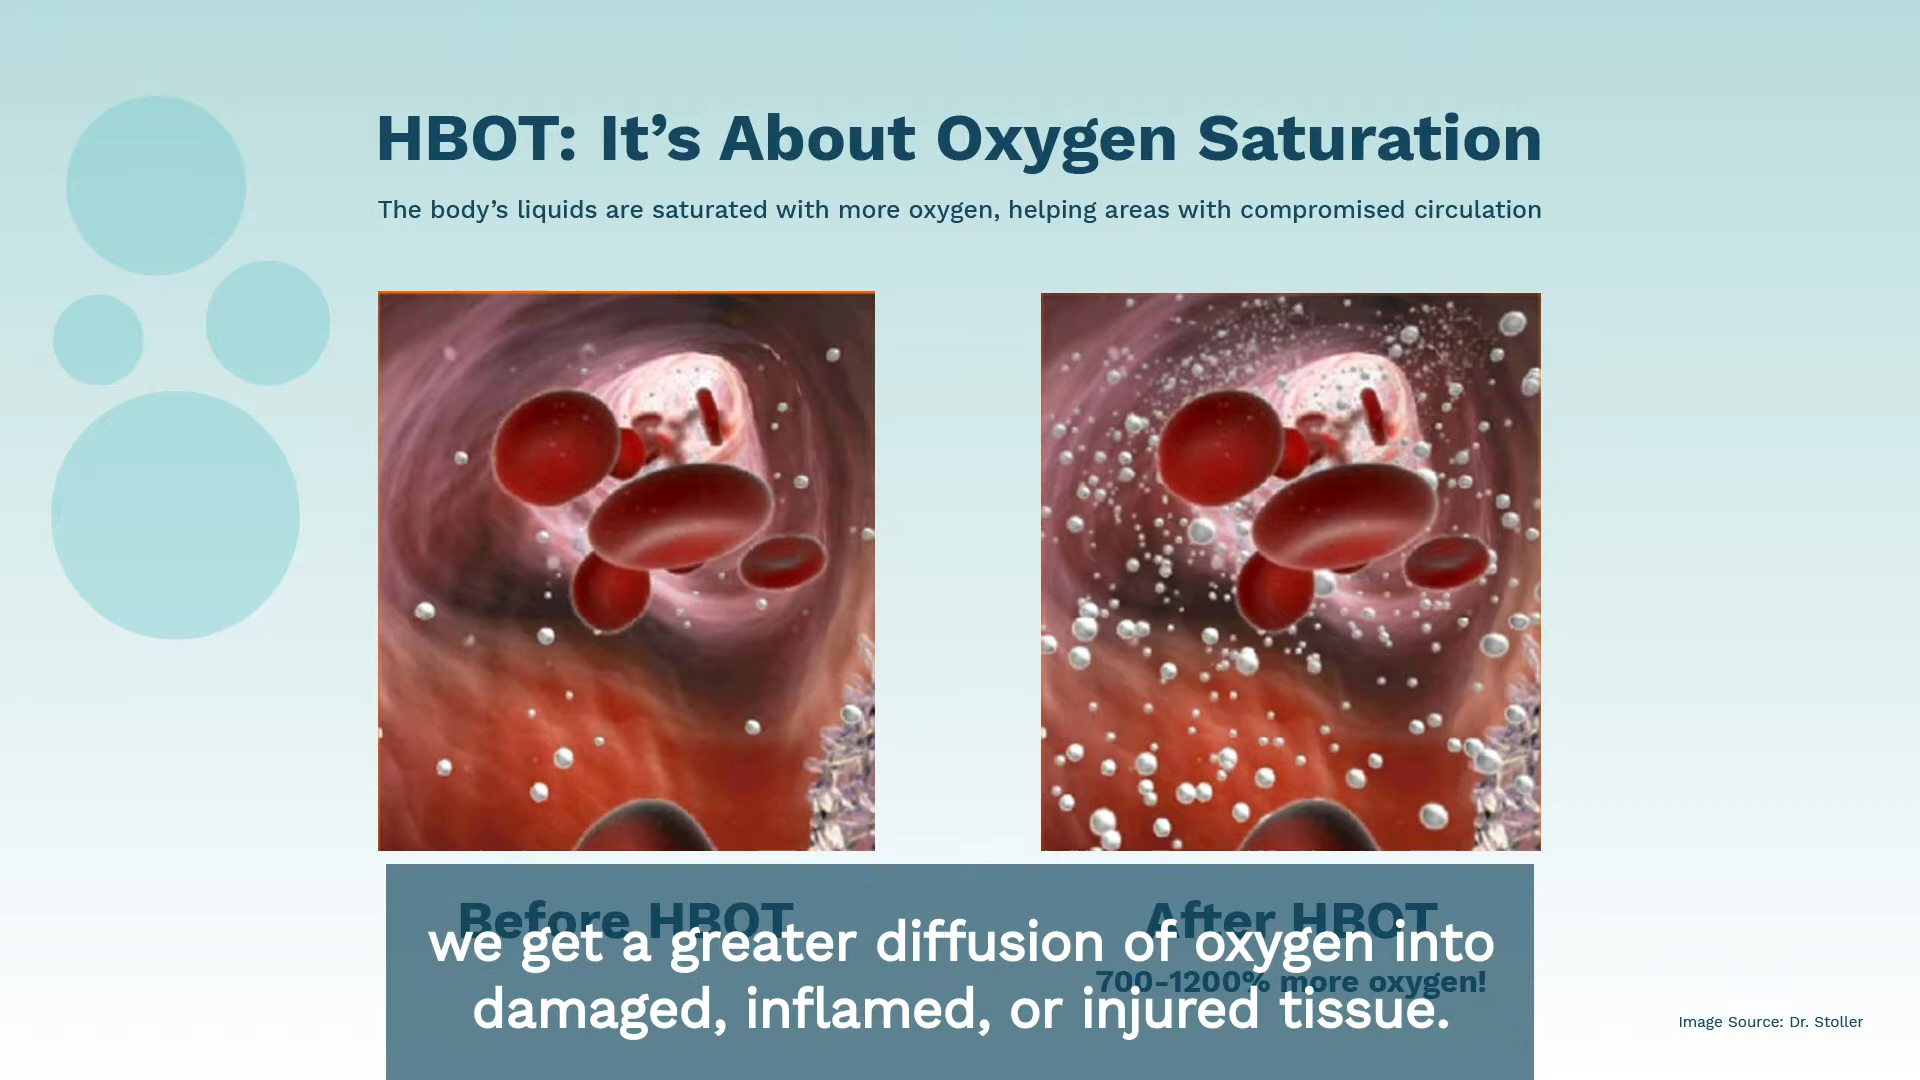 HBOT: It’s About Oxygen Saturation
The body’s liquids are saturated with more oxygen, helping areas with compromised circulation
Before HBOT
After HBOT
700-1200% more oxygen!
we get a greater diffusion of oxygen into
damaged, inflamed, or injured tissue.
Image Source: Dr. Stoller